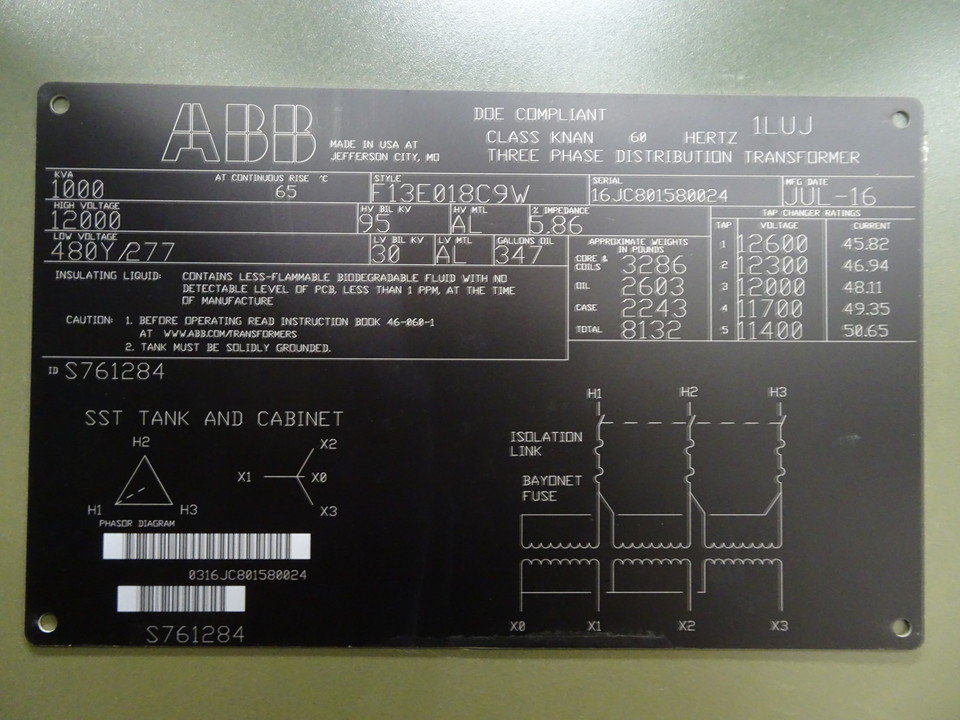 ABB
MADE IN USA AT
JEFFERSON CITY, MO
DOE COMPLIANT
CLASS KNAN 60 HERTZ
1LUJ
THREE PHASE DISTRIBUTION TRANSFORMER
KVA
1000
AT CONTINUOUS RISE °C
65
STYLE
F13E018C9W
SERIAL
16JC801580024
MFG DATE
JUL-16
HIGH VOLTAGE
12000
HV BIL KV
95
HV MTL
AL
% IMPEDANCE
5.86
LOW VOLTAGE
480Y/277
LV BIL KV
30
LV MTL
AL
GALLONS OIL
347
APPROXIMATE WEIGHTS
IN POUNDS
CORE &
COILS 3286
OIL 2603
CASE 2243
TOTAL 8132
TAP CHANGER RATINGS
TAP VOLTAGE CURRENT
1 12600 45.82
2 12300 46.94
3 12000 48.11
4 11700 49.35
5 11400 50.65
INSULATING LIQUID: CONTAINS LESS-FLAMMABLE BIODEGRADABLE FLUID WITH NO
DETECTABLE LEVEL OF PCB, LESS THAN 1 PPM, AT THE TIME
OF MANUFACTURE
CAUTION: 1. BEFORE OPERATING READ INSTRUCTION BOOK 46-060-1
AT WWW.ABB.COM/TRANSFORMERS
2. TANK MUST BE SOLIDLY GROUNDED.
ID S761284
SST TANK AND CABINET
H2
H1 H3
PHASOR DIAGRAM
X2
X1 X0
X3
0316JC801580024
S761284
H1 H2 H3
ISOLATION
LINK
BAYONET
FUSE
X0 X1 X2 X3